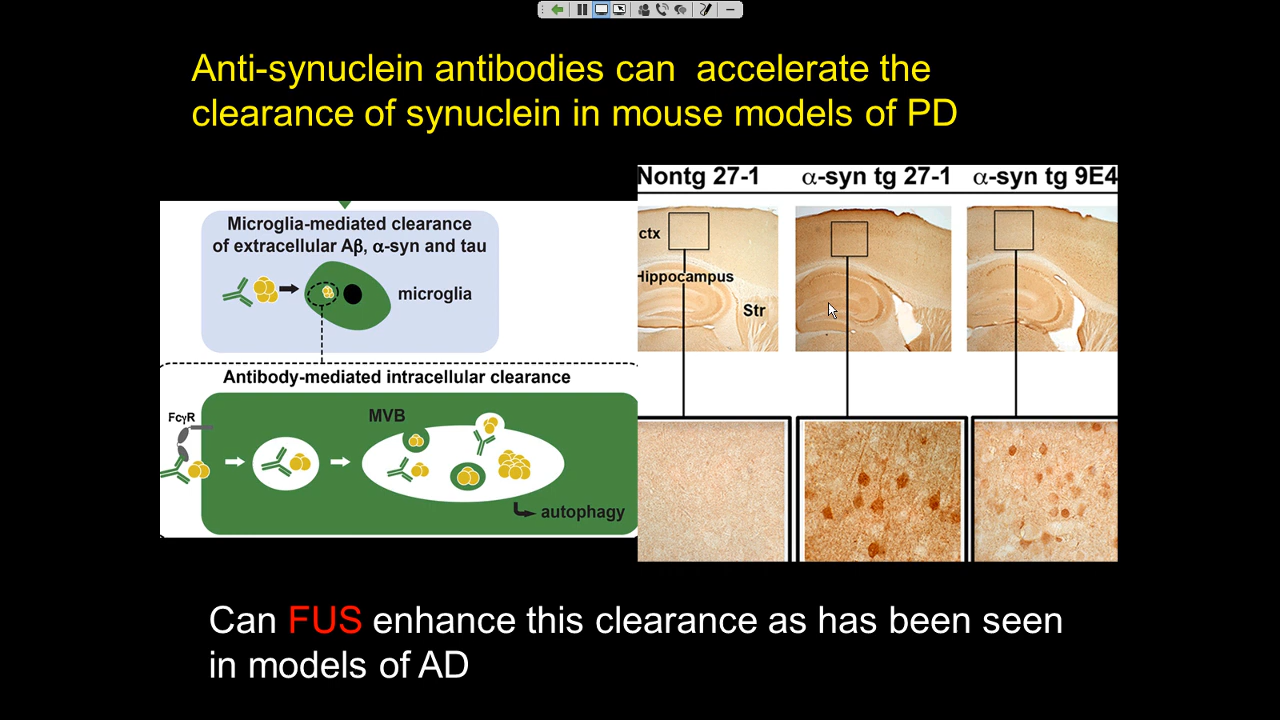 Anti-synuclein antibodies can  accelerate the
clearance of synuclein in mouse models of PD
Microglia-mediated clearance
of extracellular Aβ, α-syn and tau
microglia
Antibody-mediated intracellular clearance
FcγR
MVB
autophagy
Nontg 27-1
α-syn tg 27-1
α-syn tg 9E4
ctx
Hippocampus
Str
Can FUS enhance this clearance as has been seen
in models of AD